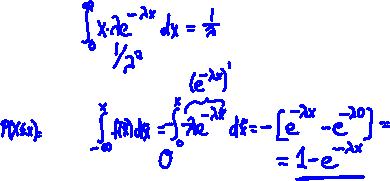 ∫₀^∞ x·λe^{-λx} dx = 1/λ
1/λ²
(e^{-λx})'
P(X≤x)= ∫_{-∞}^x f(x)dx = -∫₀^x -λe^{-λx} dx = -[e^{-λx} - e^{-λ0}] =
0 = 1-e^{-λx}